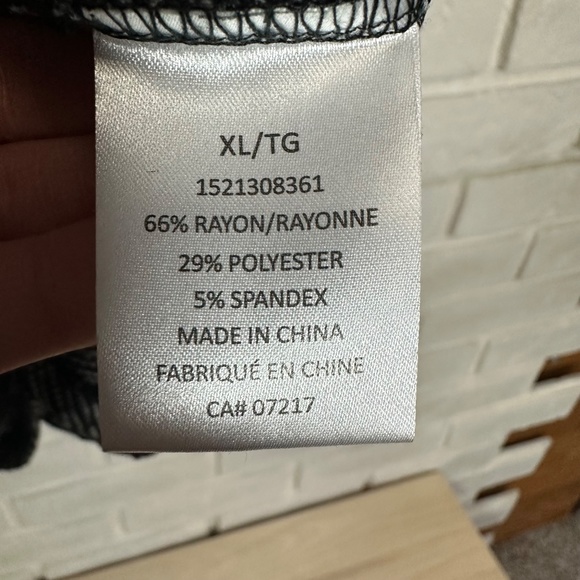 XL/TG
1521308361
66% RAYON/RAYONNE
29% POLYESTER
5% SPANDEX
MADE IN CHINA
FABRIQUÉ EN CHINE
CA# 07217